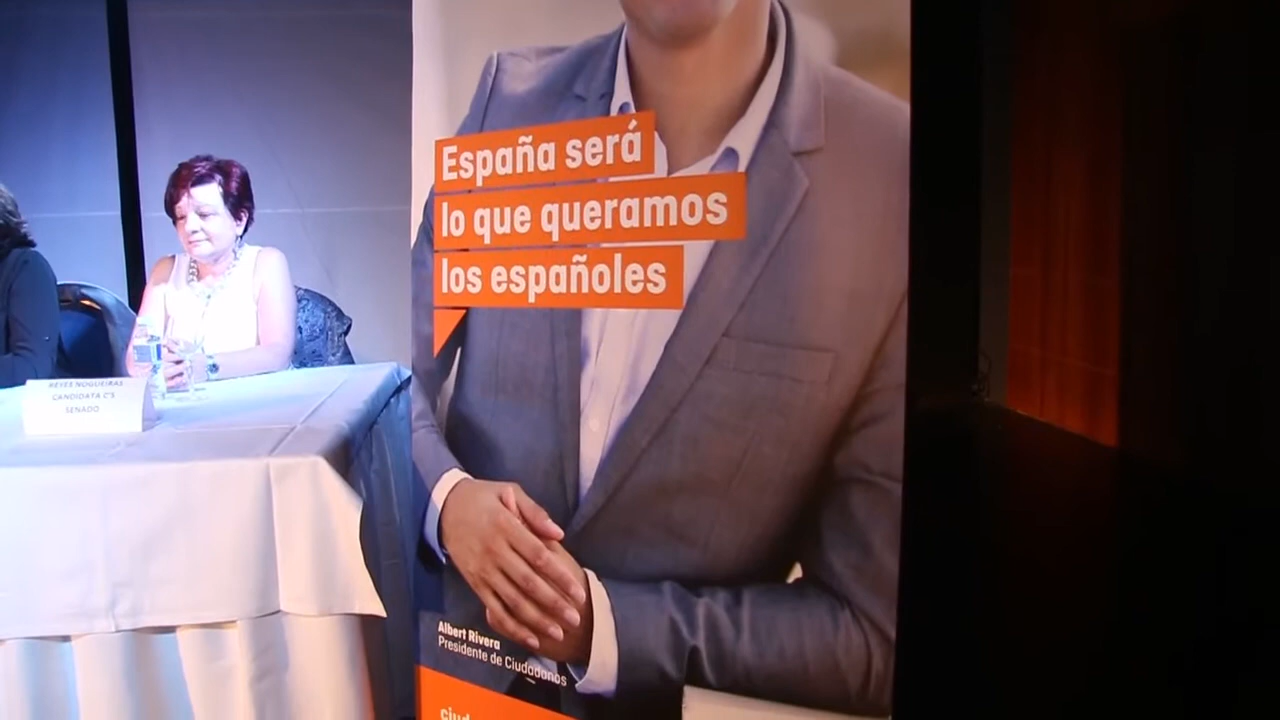 REYES NOGUEIRAS
CANDIDATA C'S
SENADO
España será
lo que queramos
los españoles
Albert Rivera
Presidente de Ciudadanos